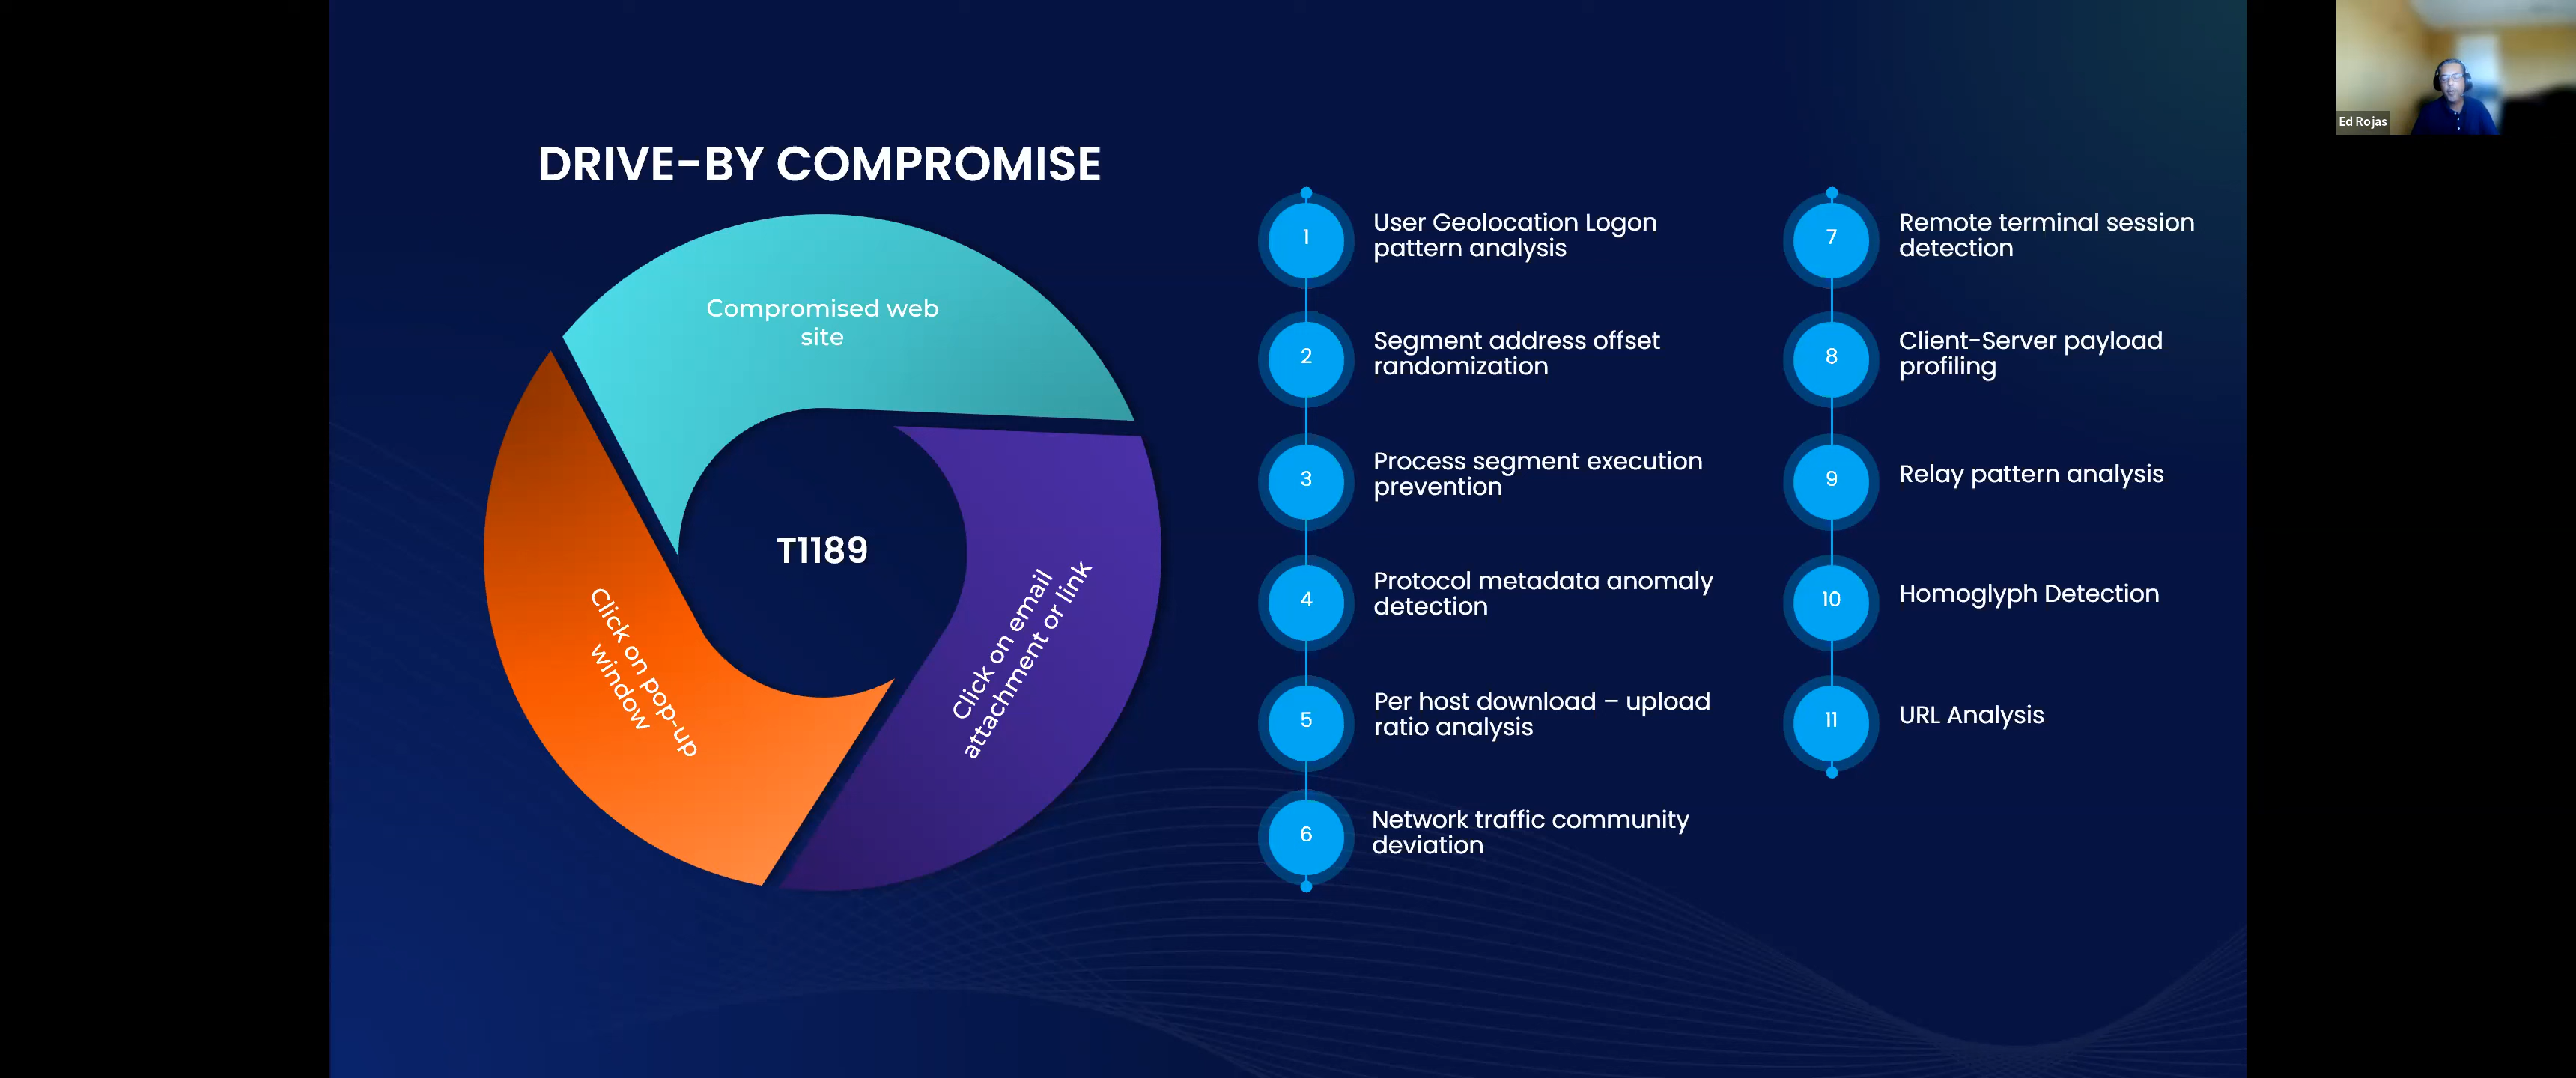 DRIVE-BY COMPROMISE
Compromised web
site
T1189
Click on pop-up
window
Click on email
attachment or link
1
User Geolocation Logon
pattern analysis
2
Segment address offset
randomization
3
Process segment execution
prevention
4
Protocol metadata anomaly
detection
5
Per host download – upload
ratio analysis
6
Network traffic community
deviation
7
Remote terminal session
detection
8
Client-Server payload
profiling
9
Relay pattern analysis
10
Homoglyph Detection
11
URL Analysis
Ed Rojas